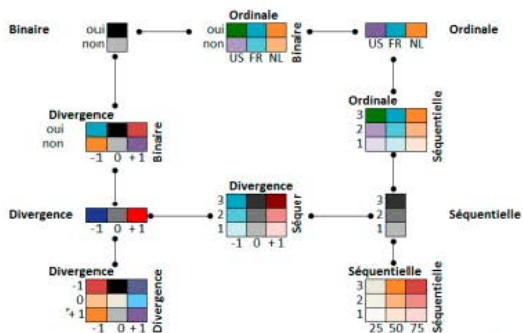 Binaire
oui
non
Ordinale
oui
non
US FR NL
Binaire
US FR NL
Ordinale
Divergence
oui
non
-1 0 +1
Binaire
Ordinale
3
2
1
Séquentielle
Divergence
-1 0 +1
Divergence
3
2
1
-1 0 +1
Séquer
3
2
1
Séquentielle
Divergence
-1
0
+1
-1 0 +1
Divergence
Séquentielle
3
2
1
25 50 75
Séquentielle